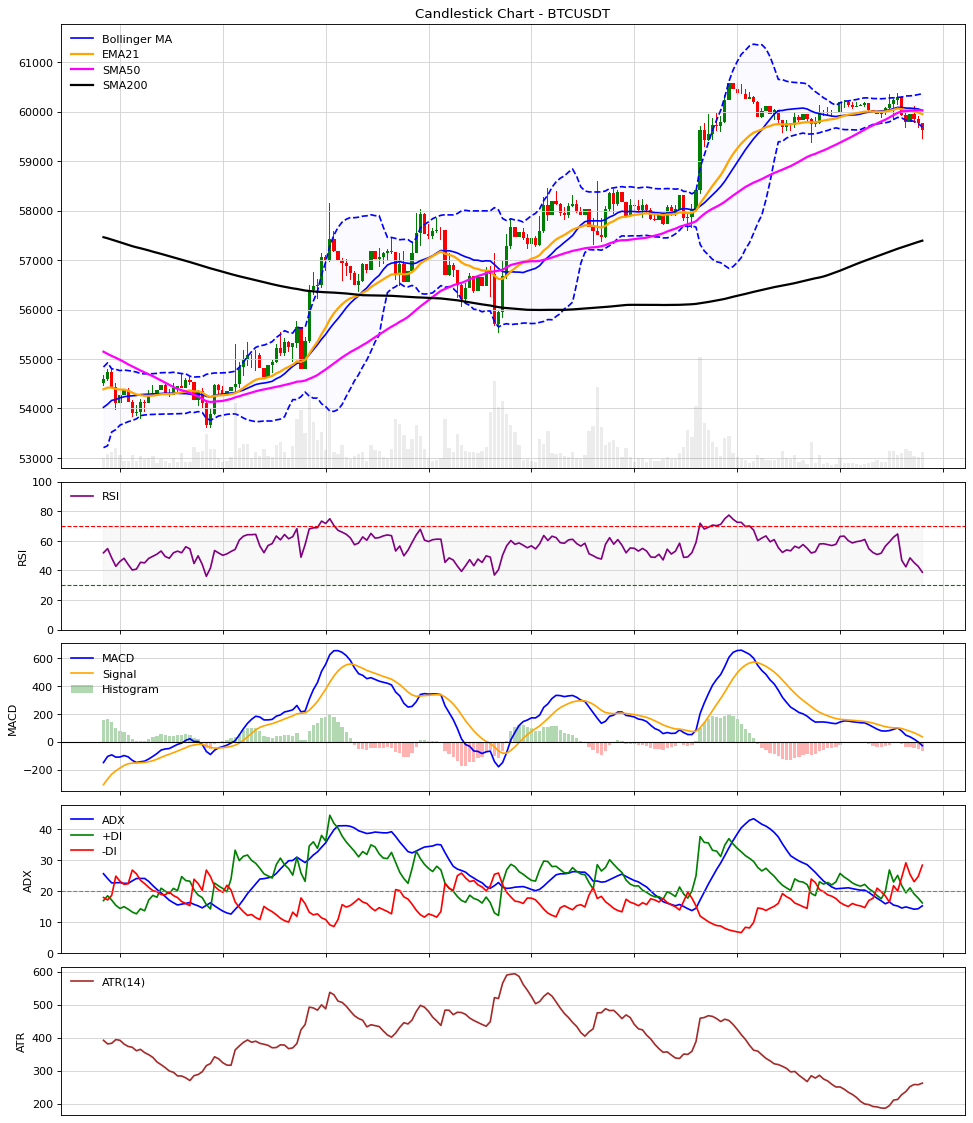 Candlestick Chart - BTCUSDT
Bollinger MA
EMA21
SMA50
SMA200
61000
60000
59000
58000
57000
56000
55000
54000
53000
RSI
RSI
100
80
60
40
20
0
MACD
Signal
Histogram
MACD
600
400
200
0
−200
ADX
+DI
-DI
ADX
40
30
20
10
0
ATR(14)
ATR
600
500
400
300
200